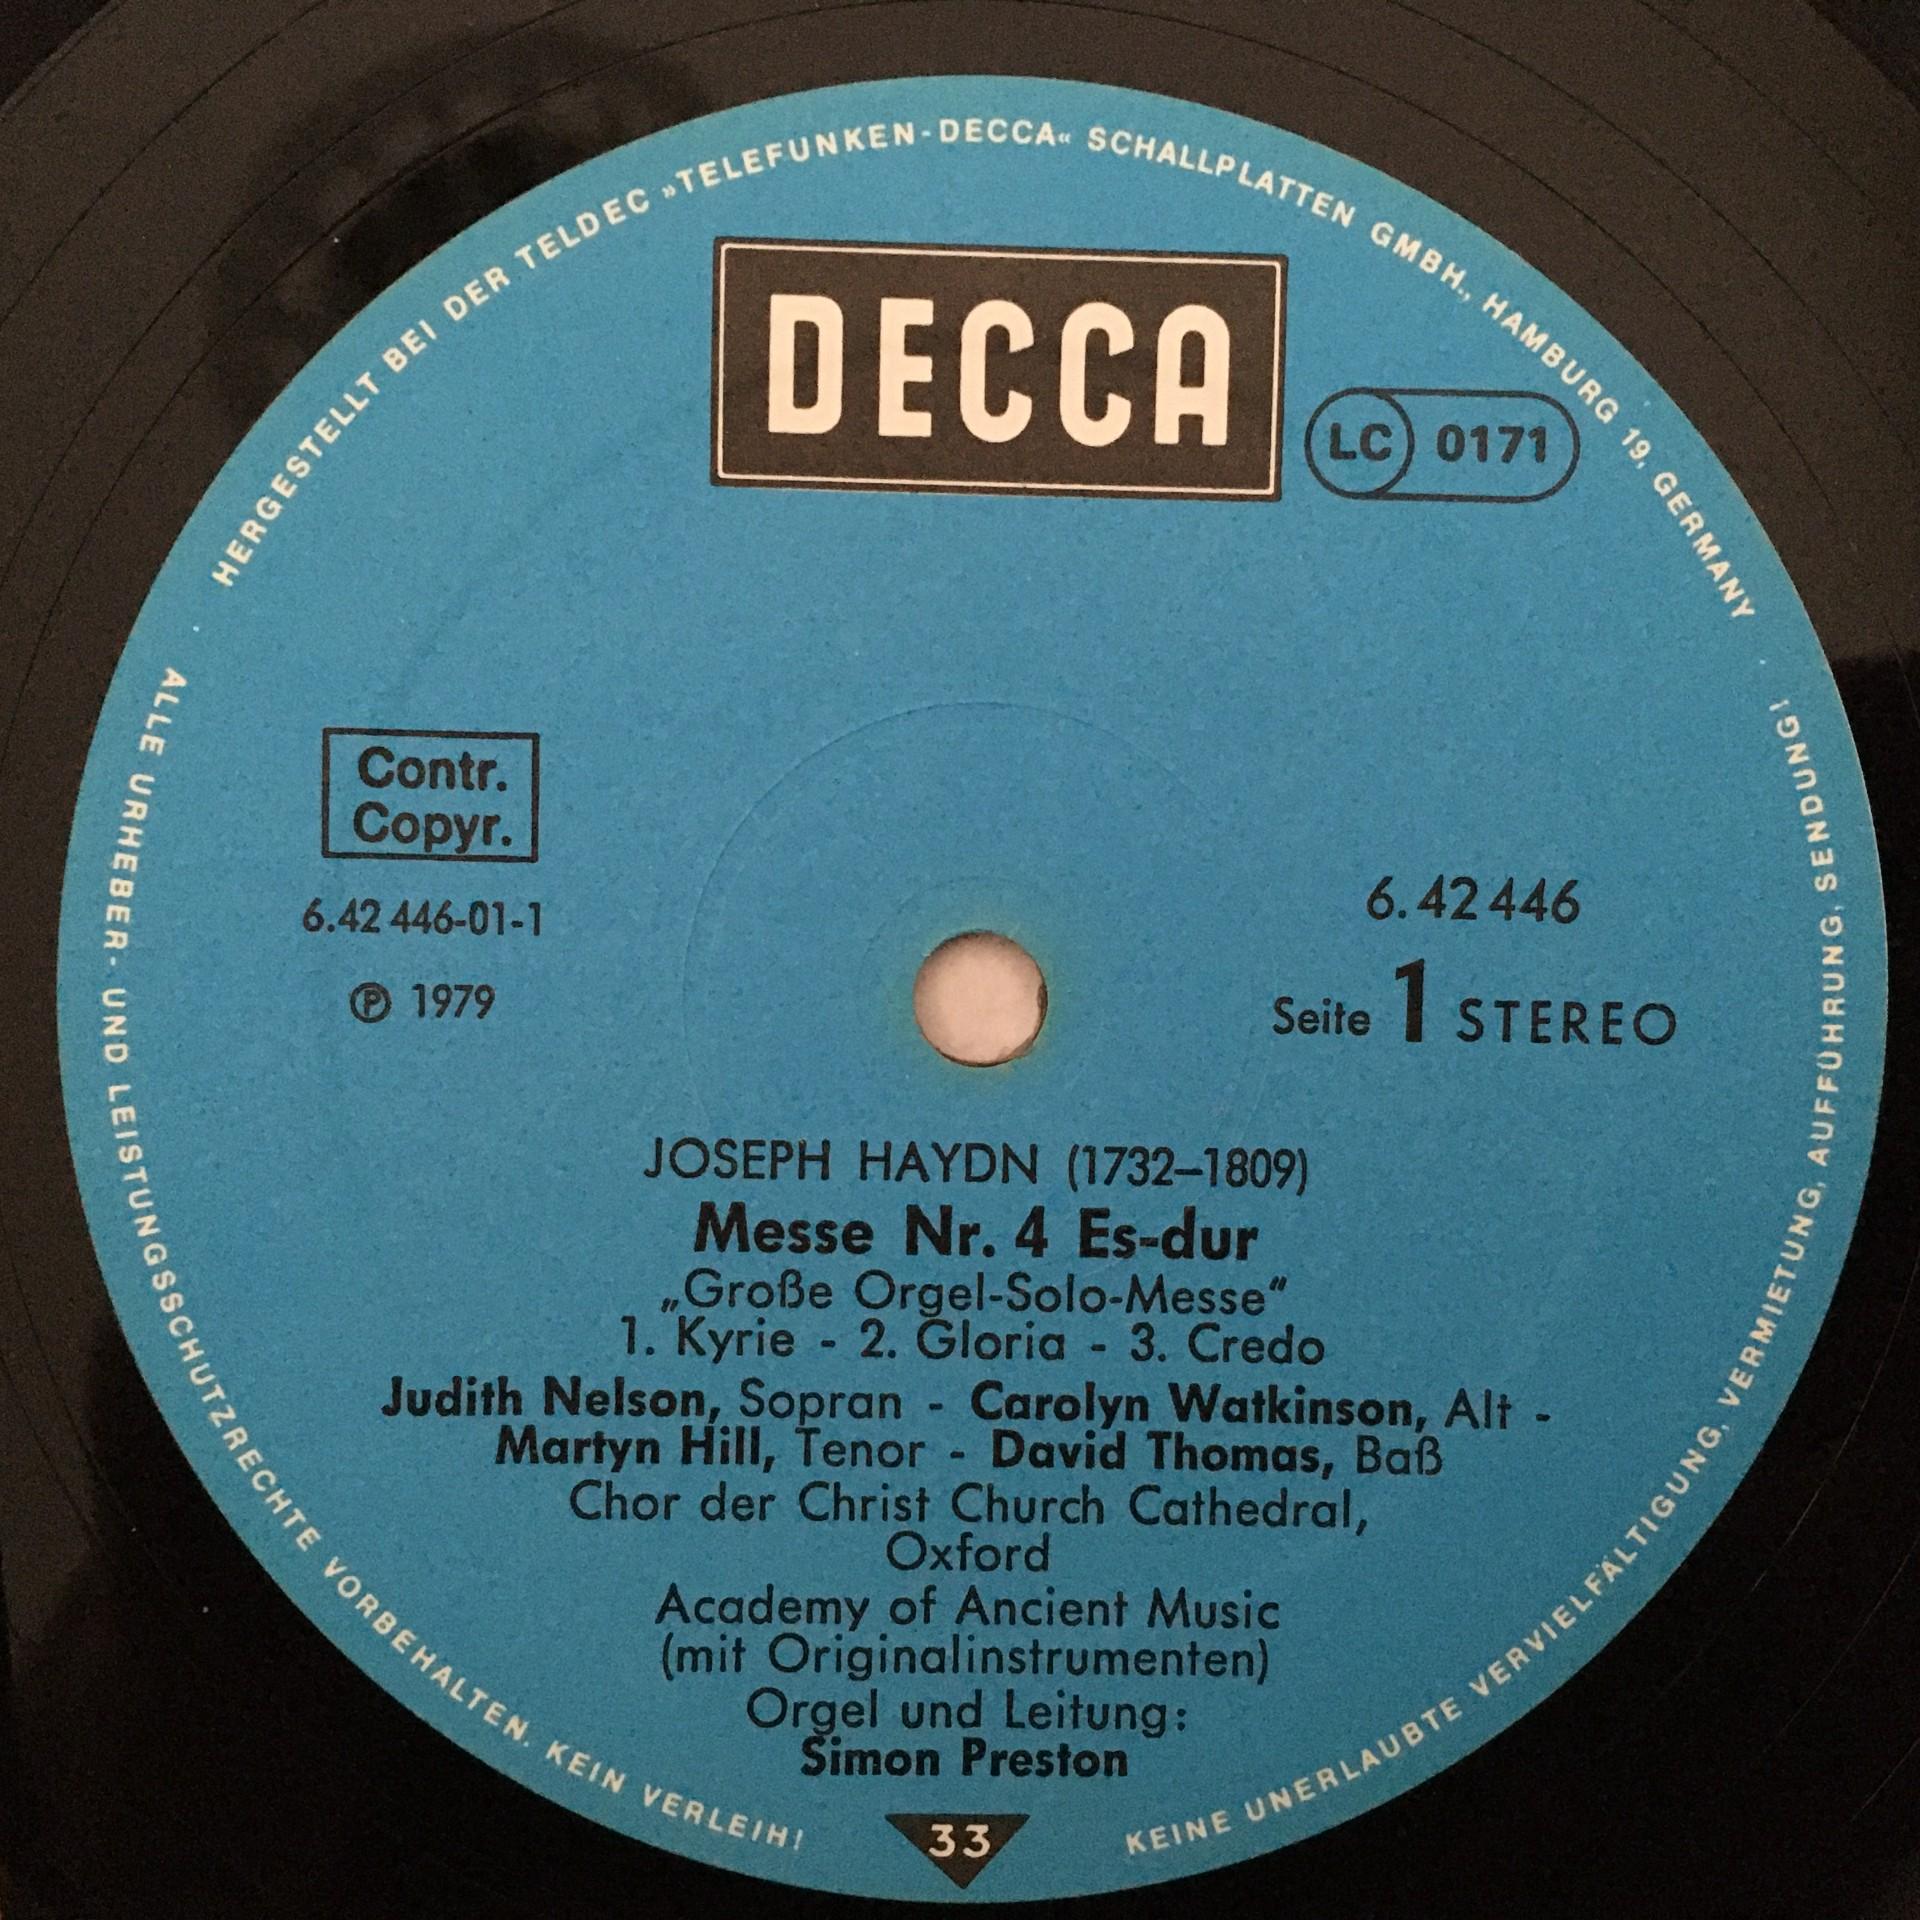 HERGESTELLT BEI DER TELDEC »TELEFUNKEN-DECCA« SCHALLPLATTEN GMBH., HAMBURG 19, GERMANY
DECCA
LC 0171
Contr.
Copyr.
6.42 446-01-1
Ⓟ 1979
6.42 446
Seite 1 STEREO
JOSEPH HAYDN (1732–1809)
Messe Nr. 4 Es-dur
„Große Orgel-Solo-Messe“
1. Kyrie - 2. Gloria - 3. Credo
Judith Nelson, Sopran - Carolyn Watkinson, Alt -
Martyn Hill, Tenor - David Thomas, Baß
Chor der Christ Church Cathedral,
Oxford
Academy of Ancient Music
(mit Originalinstrumenten)
Orgel und Leitung:
Simon Preston
33
ALLE URHEBER- UND LEISTUNGSSCHUTZRECHTE VORBEHALTEN. KEIN VERLEIH!
KEINE UNERLAUBTE VERVIELFÄLTIGUNG, VERMIETUNG, AUFFÜHRUNG, SENDUNG!